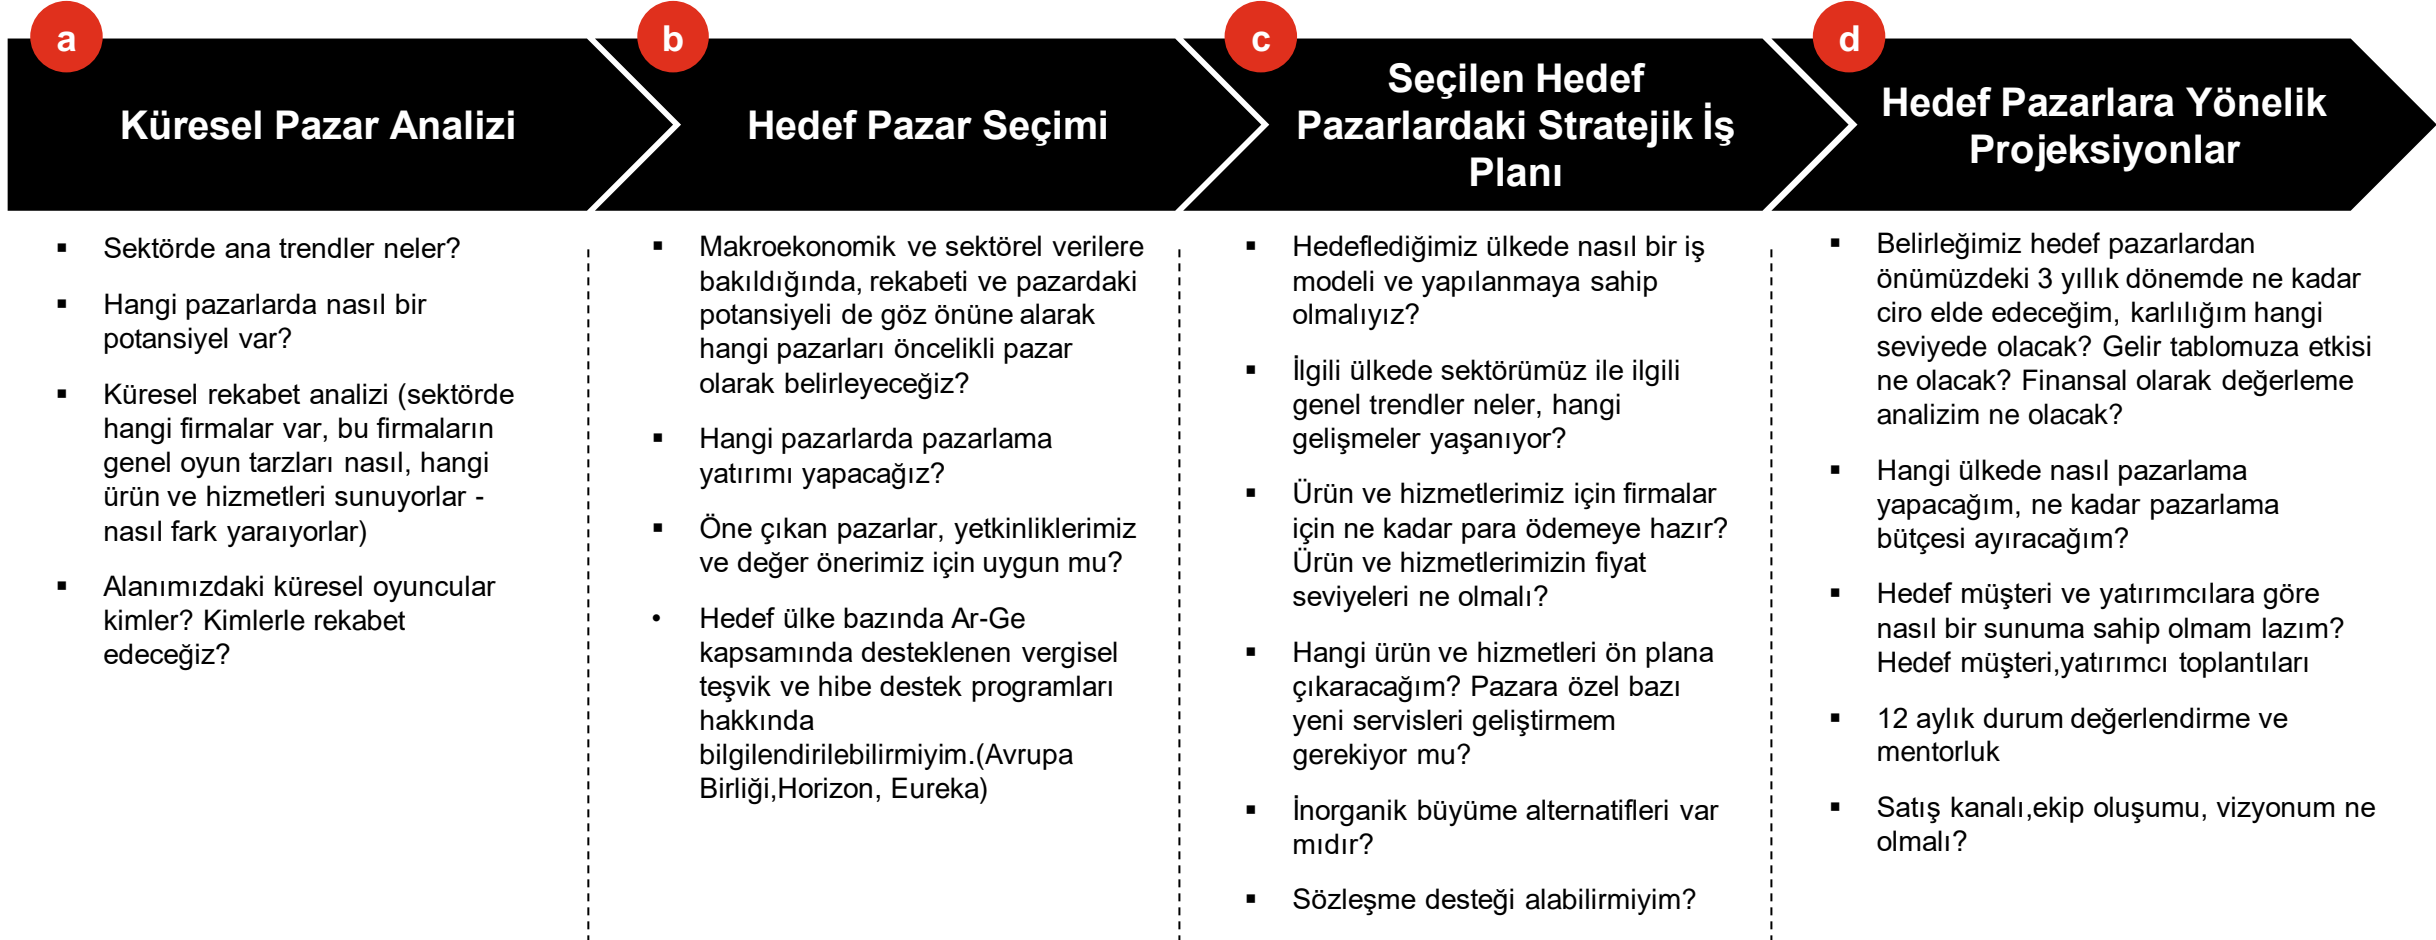 a
Küresel Pazar Analizi
▪ Sektörde ana trendler neler?
▪ Hangi pazarlarda nasıl bir
potansiyel var?
▪ Küresel rekabet analizi (sektörde
hangi firmalar var, bu firmaların
genel oyun tarzları nasıl, hangi
ürün ve hizmetleri sunuyorlar -
nasıl fark yaraıyorlar)
▪ Alanımızdaki küresel oyuncular
kimler? Kimlerle rekabet
edeceğiz?
b
Hedef Pazar Seçimi
▪ Makroekonomik ve sektörel verilere
bakıldığında, rekabeti ve pazardaki
potansiyeli de göz önüne alarak
hangi pazarları öncelikli pazar
olarak belirleyeceğiz?
▪ Hangi pazarlarda pazarlama
yatırımı yapacağız?
▪ Öne çıkan pazarlar, yetkinliklerimiz
ve değer önerimiz için uygun mu?
• Hedef ülke bazında Ar-Ge
kapsamında desteklenen vergisel
teşvik ve hibe destek programları
hakkında
bilgilendirilebilirmiyim.(Avrupa
Birliği,Horizon, Eureka)
c
Seçilen Hedef
Pazarlardaki Stratejik İş
Planı
▪ Hedeflediğimiz ülkede nasıl bir iş
modeli ve yapılanmaya sahip
olmalıyız?
▪ İlgili ülkede sektörümüz ile ilgili
genel trendler neler, hangi
gelişmeler yaşanıyor?
▪ Ürün ve hizmetlerimiz için firmalar
için ne kadar para ödemeye hazır?
Ürün ve hizmetlerimizin fiyat
seviyeleri ne olmalı?
▪ Hangi ürün ve hizmetleri ön plana
çıkaracağım? Pazara özel bazı
yeni servisleri geliştirmem
gerekiyor mu?
▪ İnorganik büyüme alternatifleri var
mıdır?
▪ Sözleşme desteği alabilirmiyim?
d
Hedef Pazarlara Yönelik
Projeksiyonlar
▪ Belirleğimiz hedef pazarlardan
önümüzdeki 3 yıllık dönemde ne kadar
ciro elde edeceğim, karlılığım hangi
seviyede olacak? Gelir tablomuza etkisi
ne olacak? Finansal olarak değerleme
analizim ne olacak?
▪ Hangi ülkede nasıl pazarlama
yapacağım, ne kadar pazarlama
bütçesi ayıracağım?
▪ Hedef müşteri ve yatırımcılara göre
nasıl bir sunuma sahip olmam lazım?
Hedef müşteri,yatırımcı toplantıları
▪ 12 aylık durum değerlendirme ve
mentorluk
▪ Satış kanalı,ekip oluşumu, vizyonum ne
olmalı?